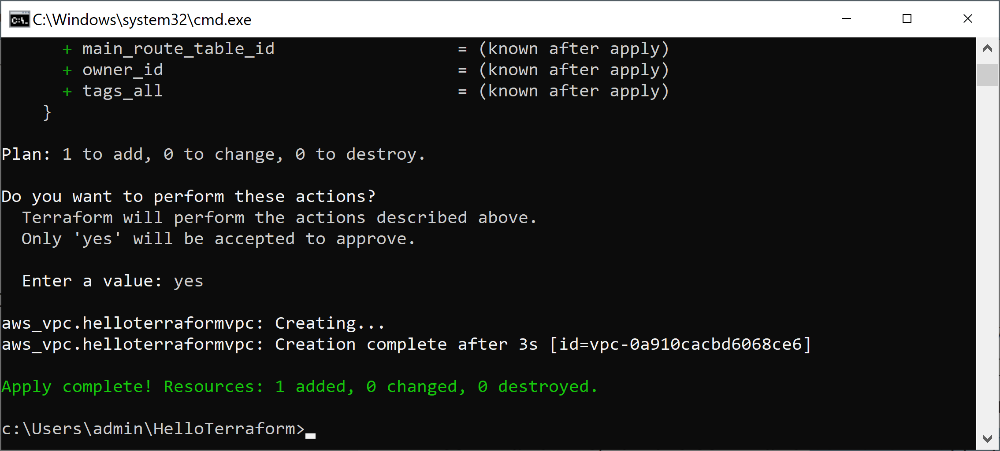 C:\Windows\system32\cmd.exe
+ main_route_table_id = (known after apply)
+ owner_id = (known after apply)
+ tags_all = (known after apply)
}
Plan: 1 to add, 0 to change, 0 to destroy.
Do you want to perform these actions?
Terraform will perform the actions described above.
Only 'yes' will be accepted to approve.
Enter a value: yes
aws_vpc.helloterraformvpc: Creating...
aws_vpc.helloterraformvpc: Creation complete after 3s [id=vpc-0a910cacbd6068ce6]
Apply complete! Resources: 1 added, 0 changed, 0 destroyed.
c:\Users\admin\HelloTerraform>